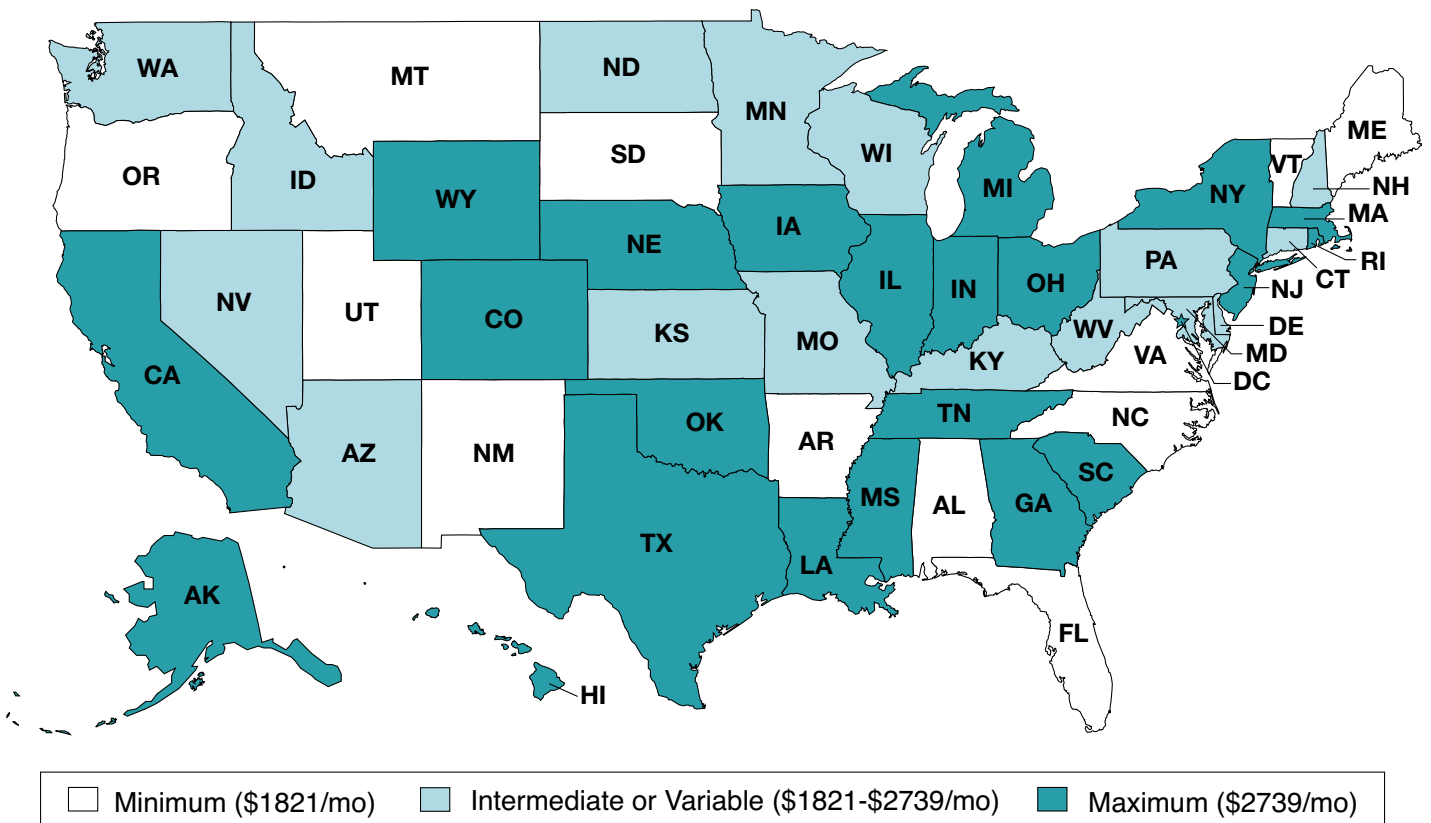 WA
MT
ND
MN
ME
OR
ID
SD
WI
VT
NH
WY
MI
NY
MA
IA
NE
RI
PA
CT
NV
UT
CO
IL
IN
OH
NJ
DE
KS
MO
WV
MD
KY
VA
DC
CA
TN
NC
OK
AZ
NM
AR
SC
MS
AL
GA
TX
LA
AK
FL
HI
Minimum ($1821/mo) Intermediate or Variable ($1821-$2739/mo) Maximum ($2739/mo)